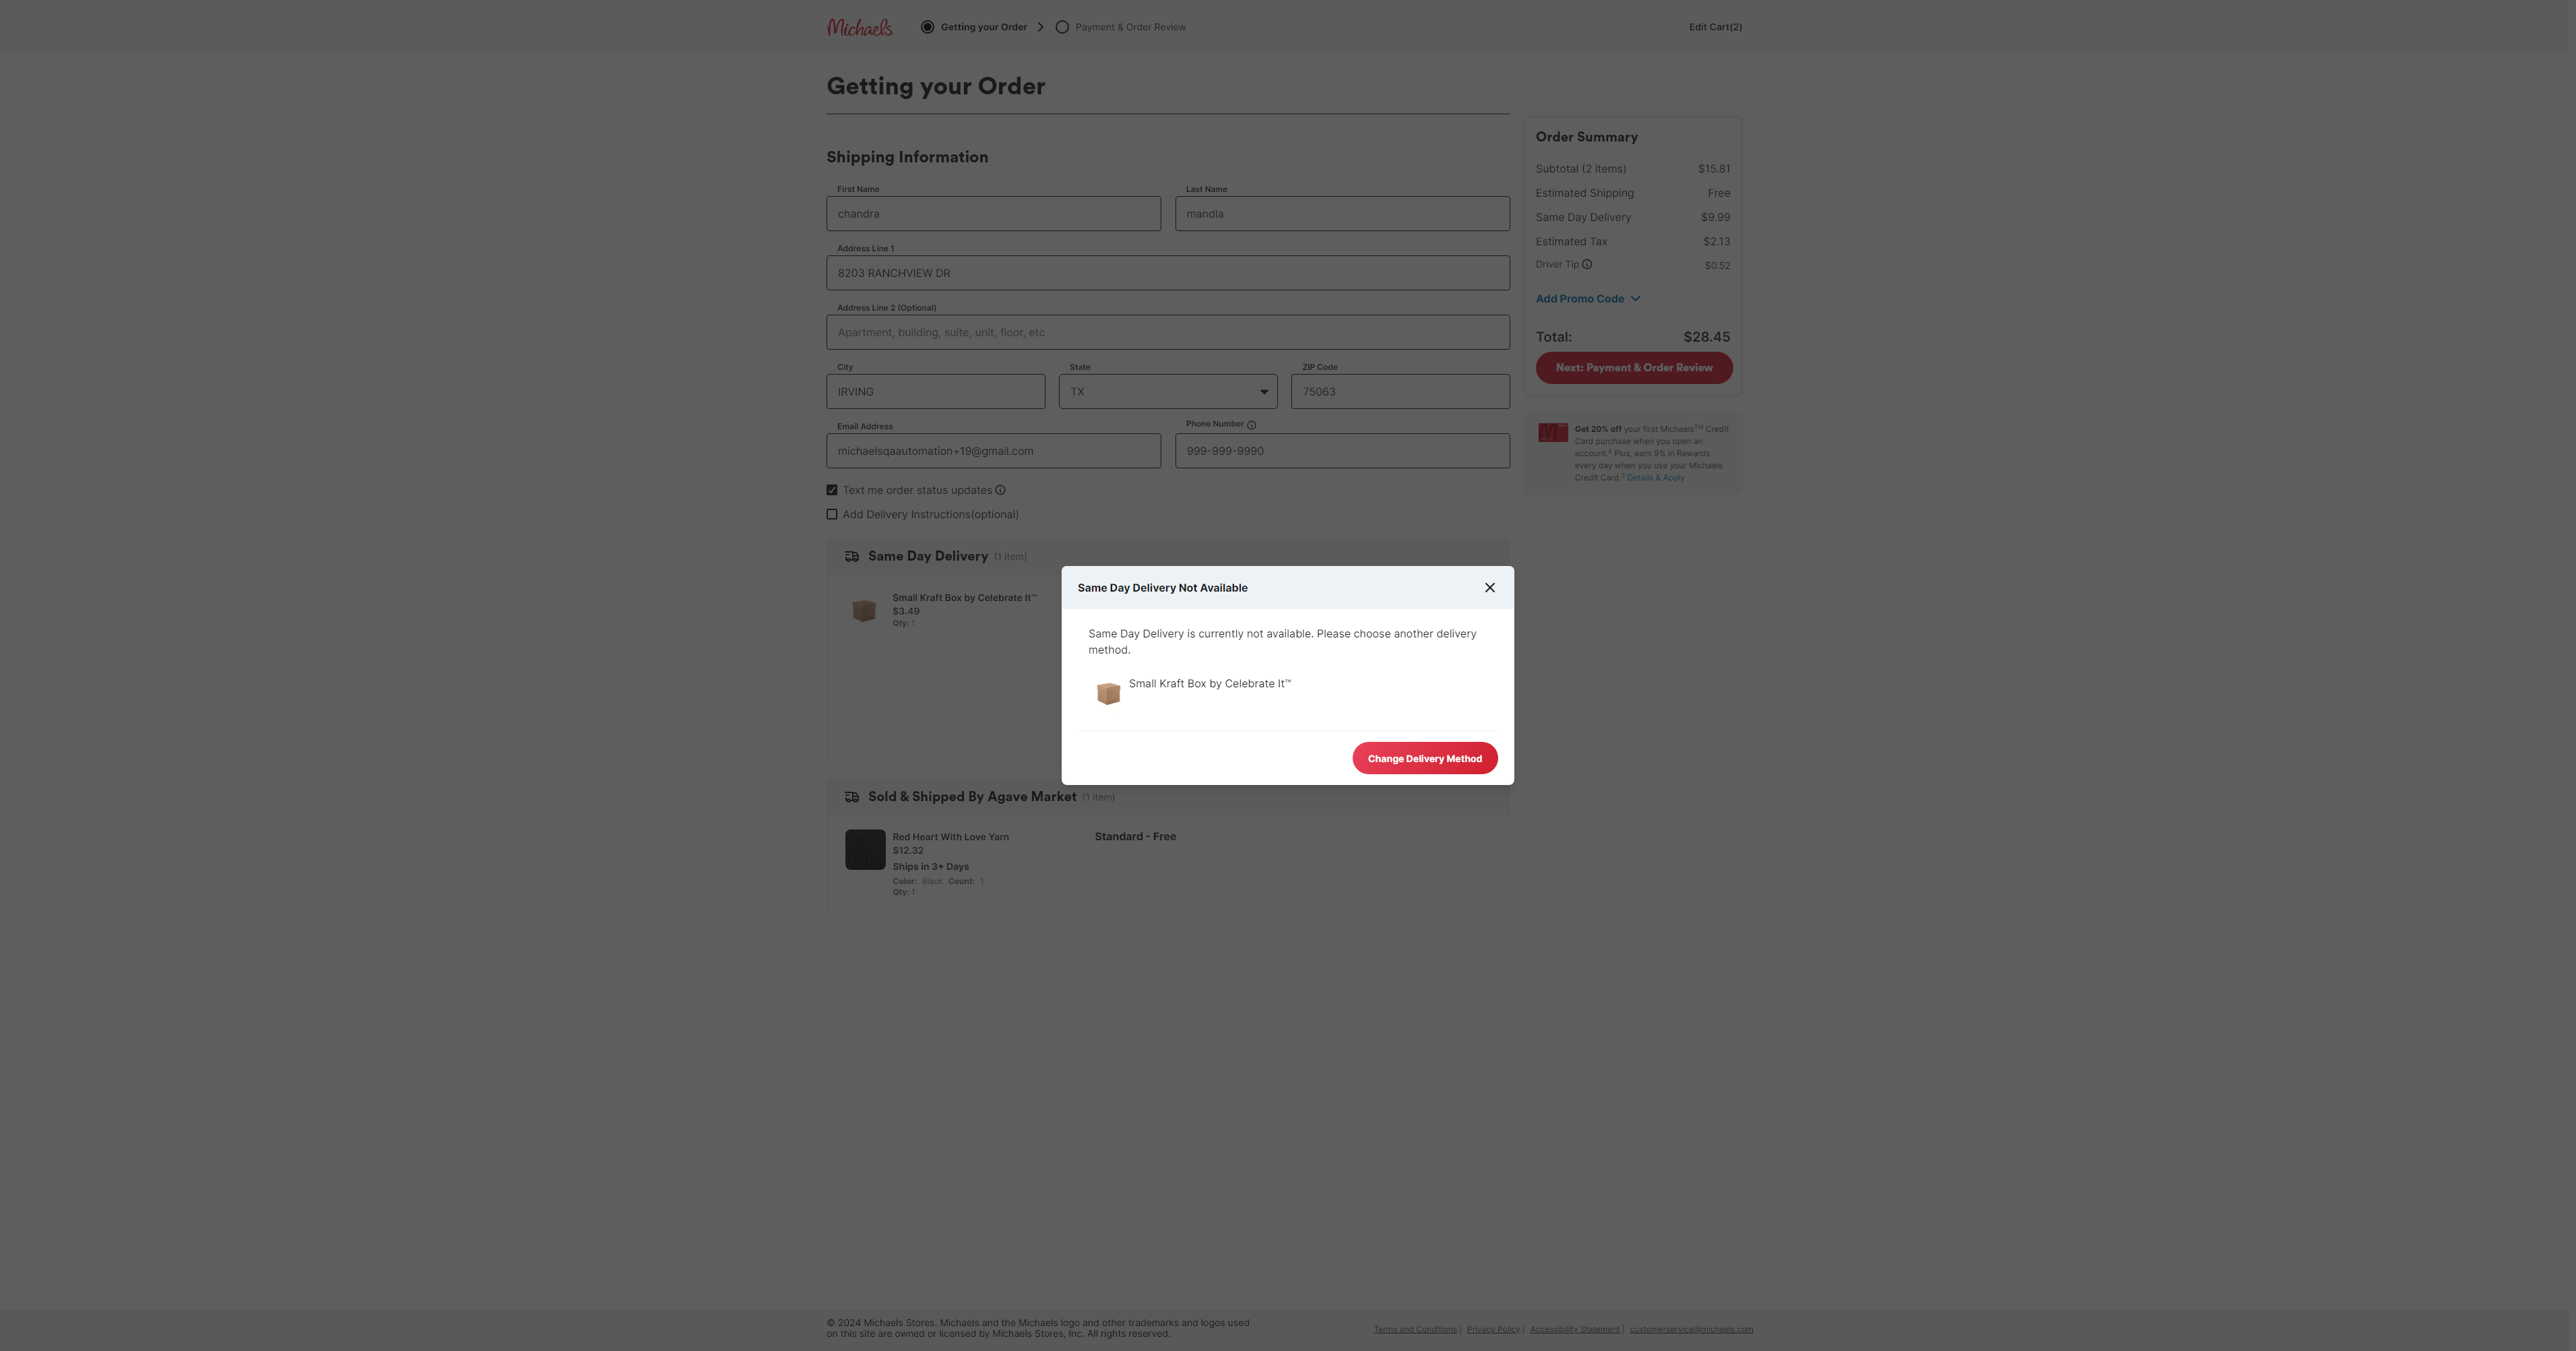 Michaels
Getting your Order
Payment & Order Review
Edit Cart(2)
Getting your Order
Shipping Information
First Name
Last Name
chandra
mandla
Address Line 1
8203 RANCHVIEW DR
Address Line 2 (Optional)
Apartment, building, suite, unit, floor, etc
City
State
ZIP Code
IRVING
TX
75063
Email Address
Phone Number
michaelsqaautomation+19@gmail.com
999-999-9990
Text me order status updates
Add Delivery Instructions(optional)
Order Summary
Subtotal (2 items) $15.81
Estimated Shipping Free
Same Day Delivery $9.99
Estimated Tax $2.13
Driver Tip $0.52
Add Promo Code
Total: $28.45
Next: Payment & Order Review
Get 20% off your first Michaels™ Credit
Card purchase when you open an
account.² Plus, earn 9% in Rewards
every day when you use your Michaels
Credit Card.³ Details & Apply
Same Day Delivery (1 item)
Small Kraft Box by Celebrate It™
$3.49
Qty: 1
Same Day Delivery Not Available
Same Day Delivery is currently not available. Please choose another delivery
method.
Small Kraft Box by Celebrate It™
Change Delivery Method
Sold & Shipped By Agave Market (1 item)
Red Heart With Love Yarn
$12.32
Ships in 3+ Days
Color: Black Count: 1
Qty: 1
Standard - Free
© 2024 Michaels Stores. Michaels and the Michaels logo and other trademarks and logos used
on this site are owned or licensed by Michaels Stores, Inc. All rights reserved.
Terms and Conditions | Privacy Policy | Accessibility Statement | customerservice@michaels.com